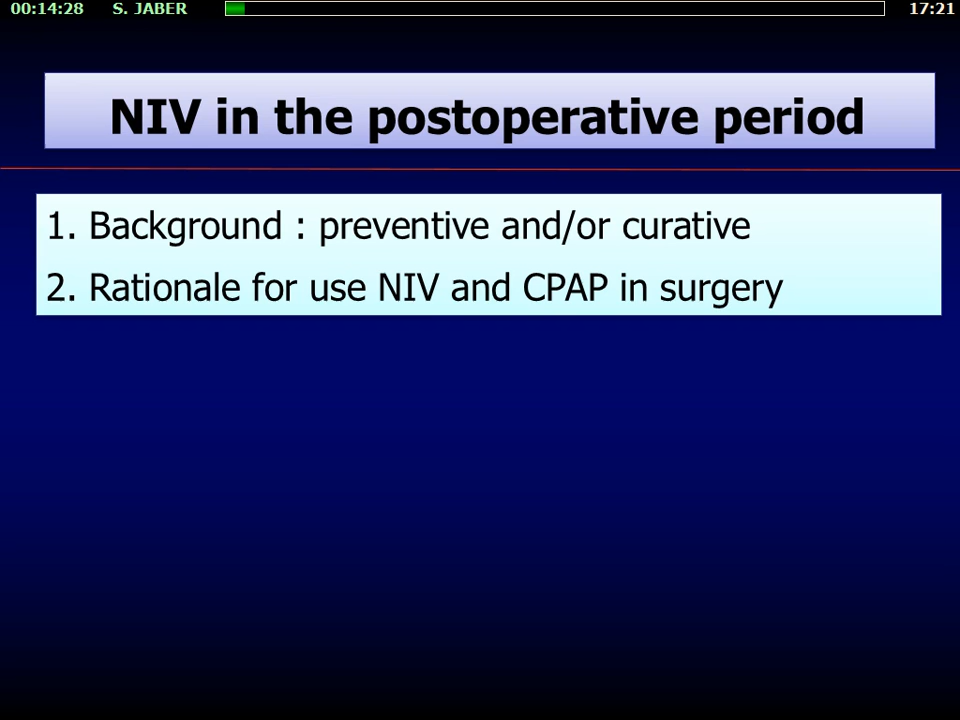 00:14:28 S. JABER 17:21
NIV in the postoperative period
1. Background : preventive and/or curative
2. Rationale for use NIV and CPAP in surgery